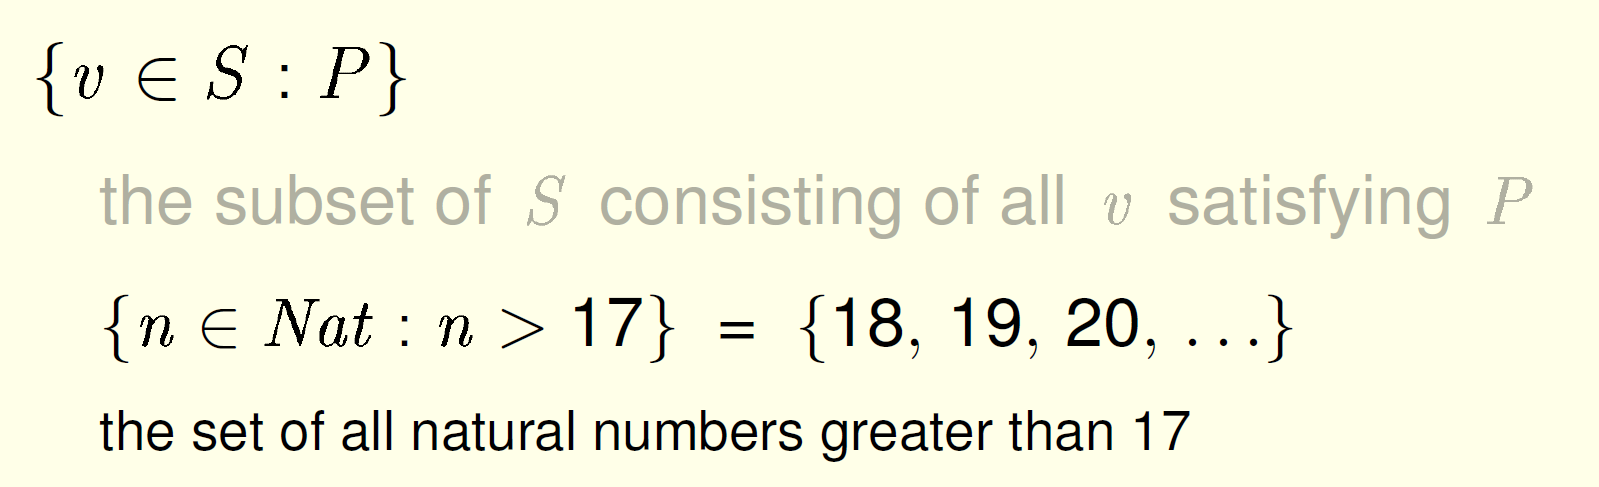 {v ∈ S : P}
the subset of S consisting of all v satisfying P
{n ∈ Nat : n > 17} = {18, 19, 20, ...}
the set of all natural numbers greater than 17